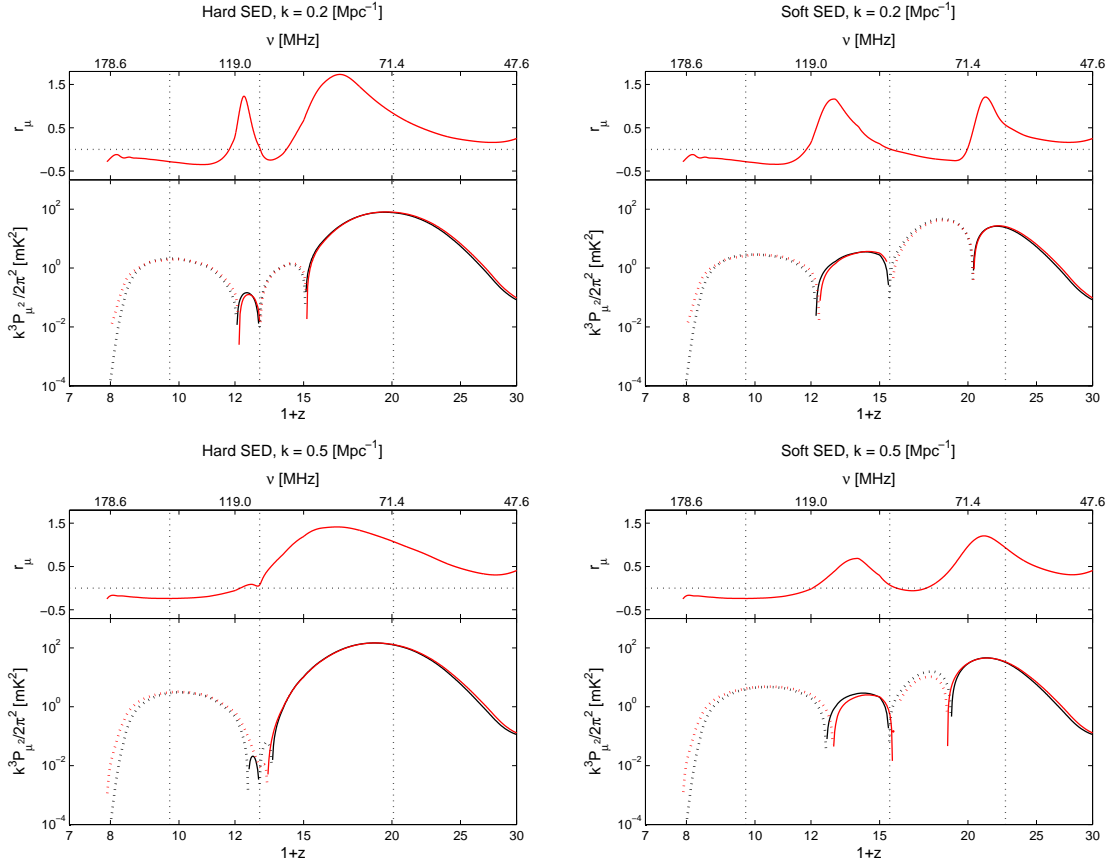 Hard SED, k = 0.2 [Mpc⁻¹]
ν [MHz]
178.6 119.0 71.4 47.6
1.5
0.5
−0.5
r_μ
10²
10⁰
10⁻²
10⁻⁴
k³P_μ²/2π² [mK²]
7 8 10 12 15 20 25 30
1+z
Soft SED, k = 0.2 [Mpc⁻¹]
ν [MHz]
178.6 119.0 71.4 47.6
1.5
0.5
−0.5
r_μ
10²
10⁰
10⁻²
10⁻⁴
k³P_μ²/2π² [mK²]
7 8 10 12 15 20 25 30
1+z
Hard SED, k = 0.5 [Mpc⁻¹]
ν [MHz]
178.6 119.0 71.4 47.6
1.5
0.5
−0.5
r_μ
10²
10⁰
10⁻²
10⁻⁴
k³P_μ²/2π² [mK²]
7 8 10 12 15 20 25 30
1+z
Soft SED, k = 0.5 [Mpc⁻¹]
ν [MHz]
178.6 119.0 71.4 47.6
1.5
0.5
−0.5
r_μ
10²
10⁰
10⁻²
10⁻⁴
k³P_μ²/2π² [mK²]
7 8 10 12 15 20 25 30
1+z